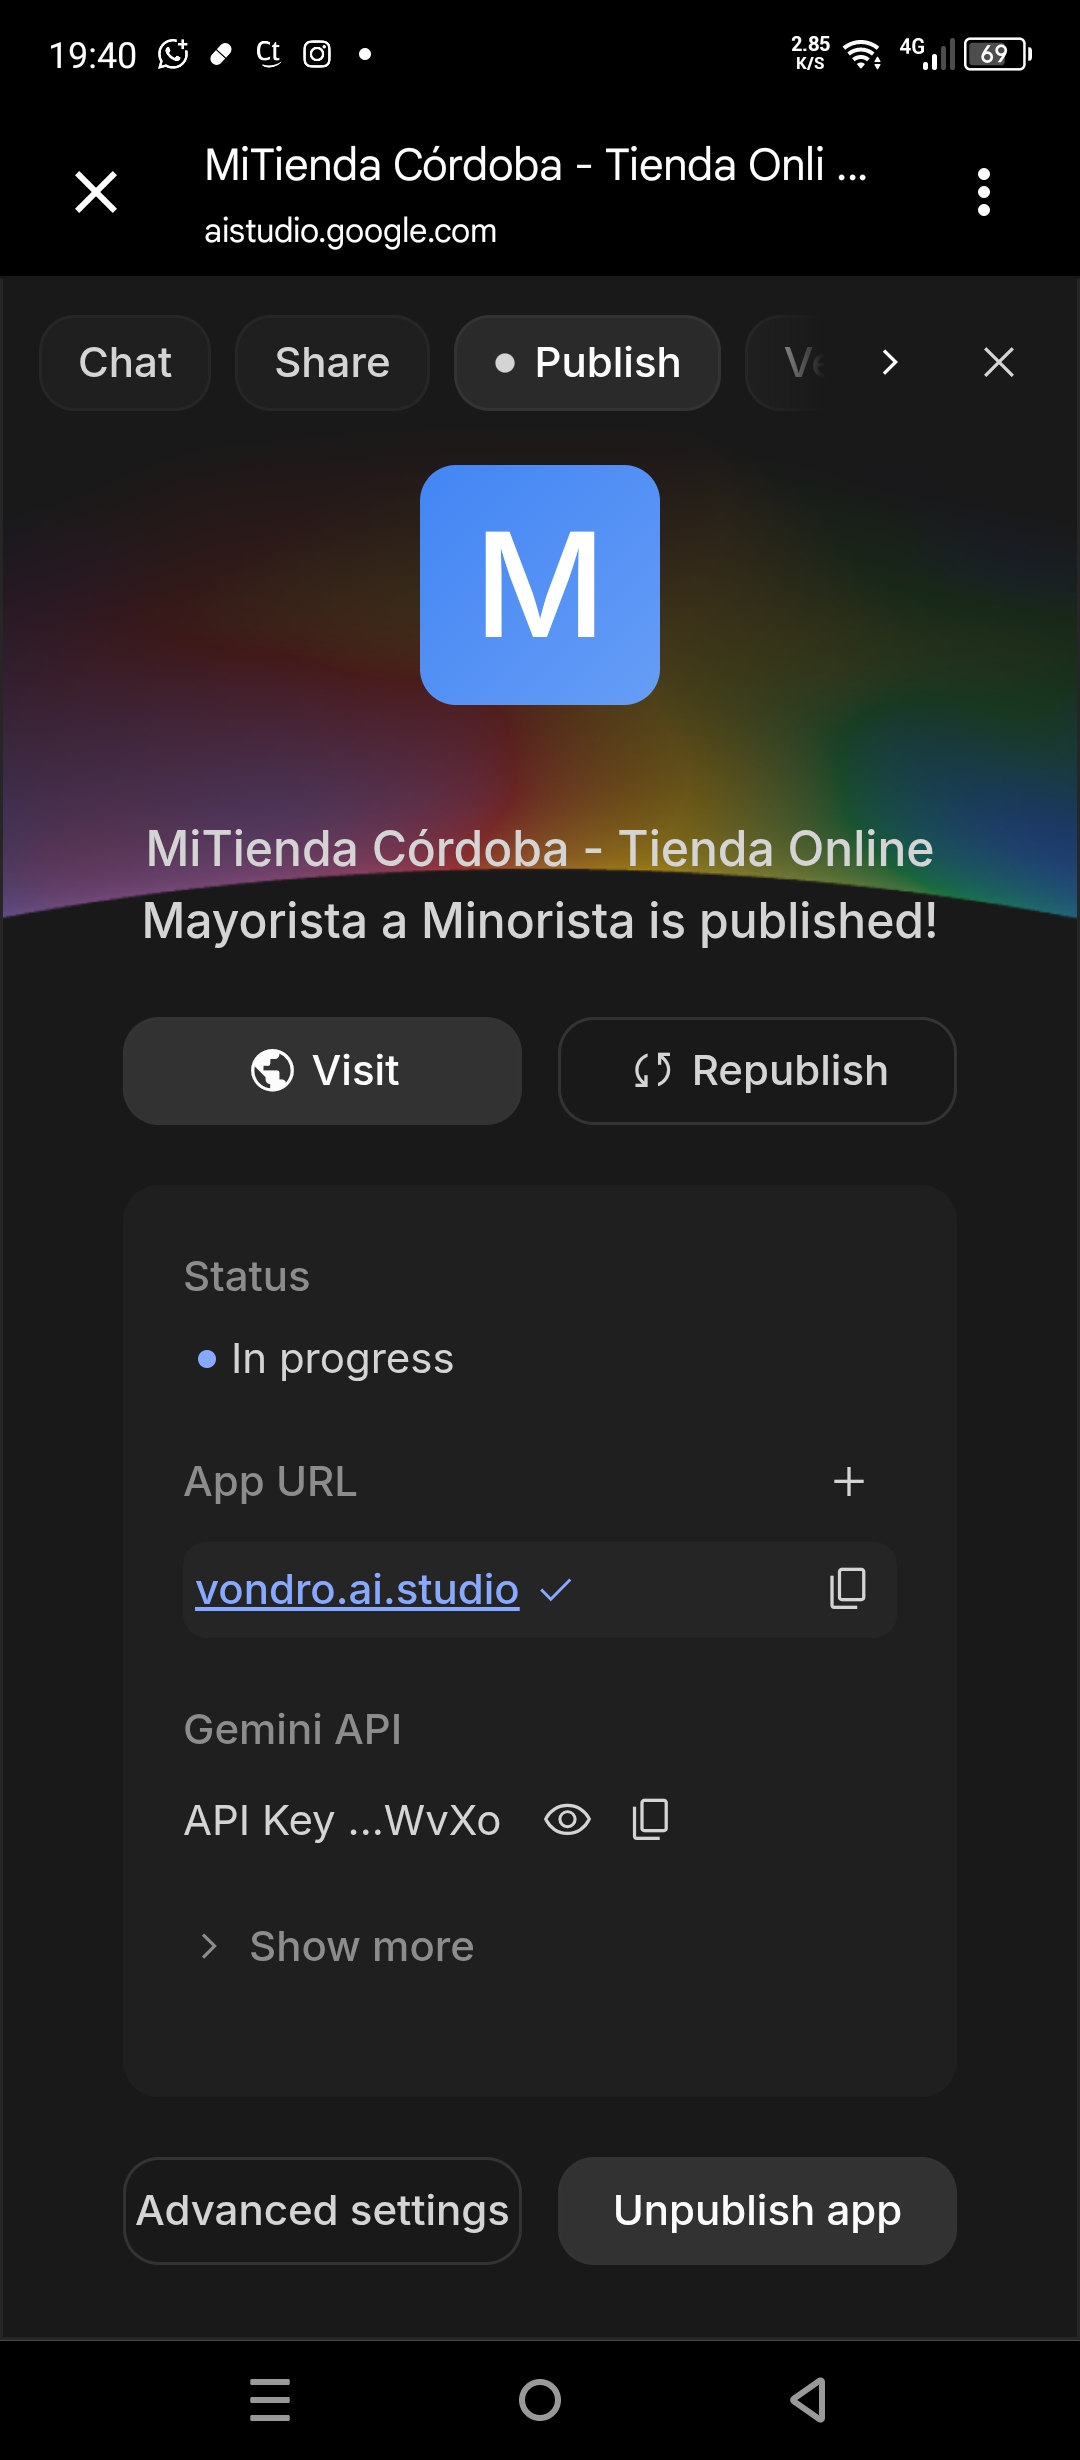 19:40
Ct
2.85
K/S
4G
69
MiTienda Córdoba - Tienda Onli ...
aistudio.google.com
Chat
Share
Publish
Ve
M
MiTienda Córdoba - Tienda Online
Mayorista a Minorista is published!
Visit
Republish
Status
In progress
App URL
vondro.ai.studio
Gemini API
API Key ...WvXo
Show more
Advanced settings
Unpublish app